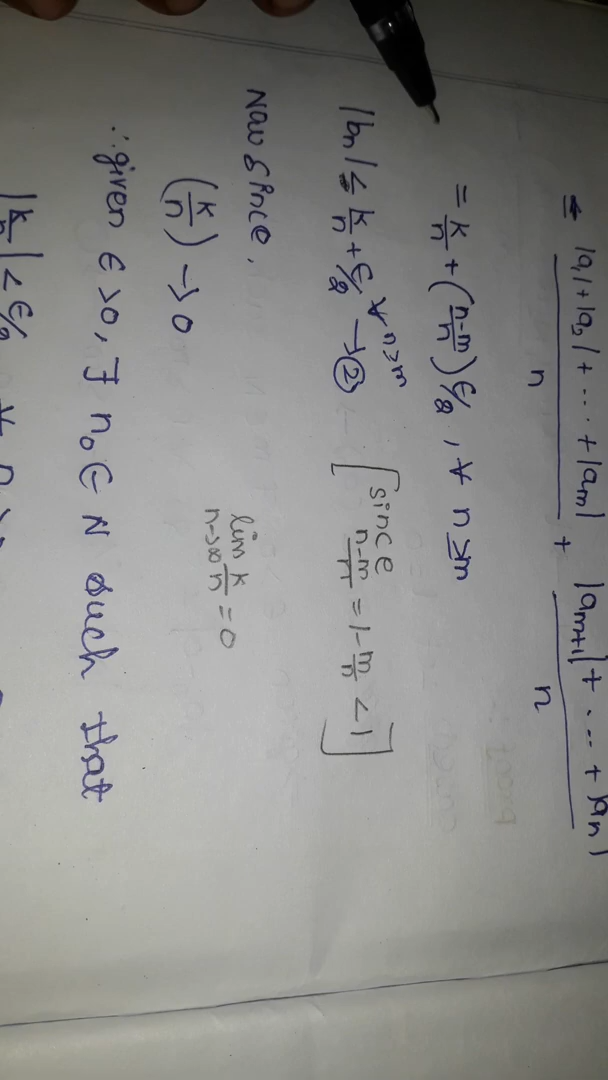 ≤ |a₁| + |a₂| + ... + |aₘ| / n + |aₘ₊₁| + ... + |aₙ| / n
= k/n + (n-m/n) ε/2 , ∀ n ≥ m
|bₙ| ≤ k/n + ε/2 ∀ n ≥ m → ② [since n-m/n = 1 - m/n < 1]
Now since,
(k/n) → 0 lim n→∞ k/n = 0
∴ given ε > 0, ∃ n₀ ∈ N such that
|k/n| < ε/2 ∀ n ≥